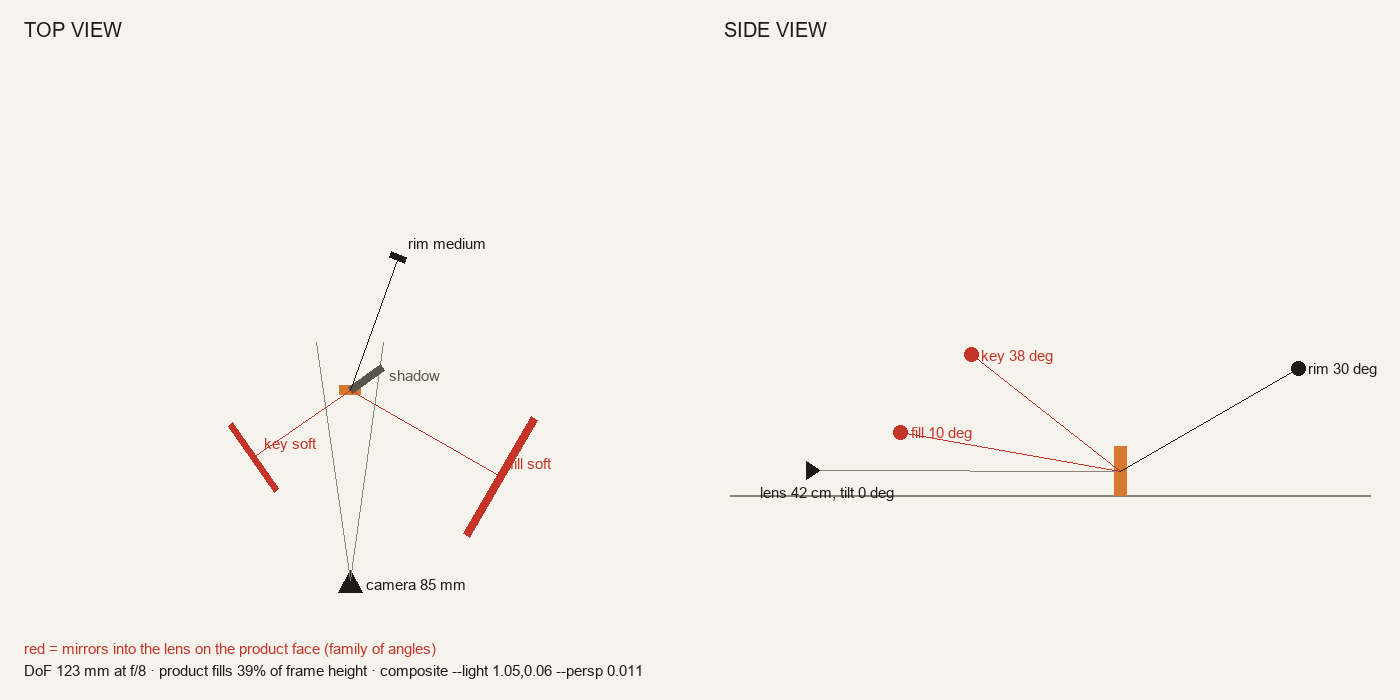 TOP VIEW
SIDE VIEW
rim medium
shadow
key soft
fill soft
camera 85 mm
key 38 deg
rim 30 deg
fill 10 deg
lens 42 cm, tilt 0 deg
red = mirrors into the lens on the product face (family of angles)
DoF 123 mm at f/8 · product fills 39% of frame height · composite --light 1.05,0.06 --persp 0.011